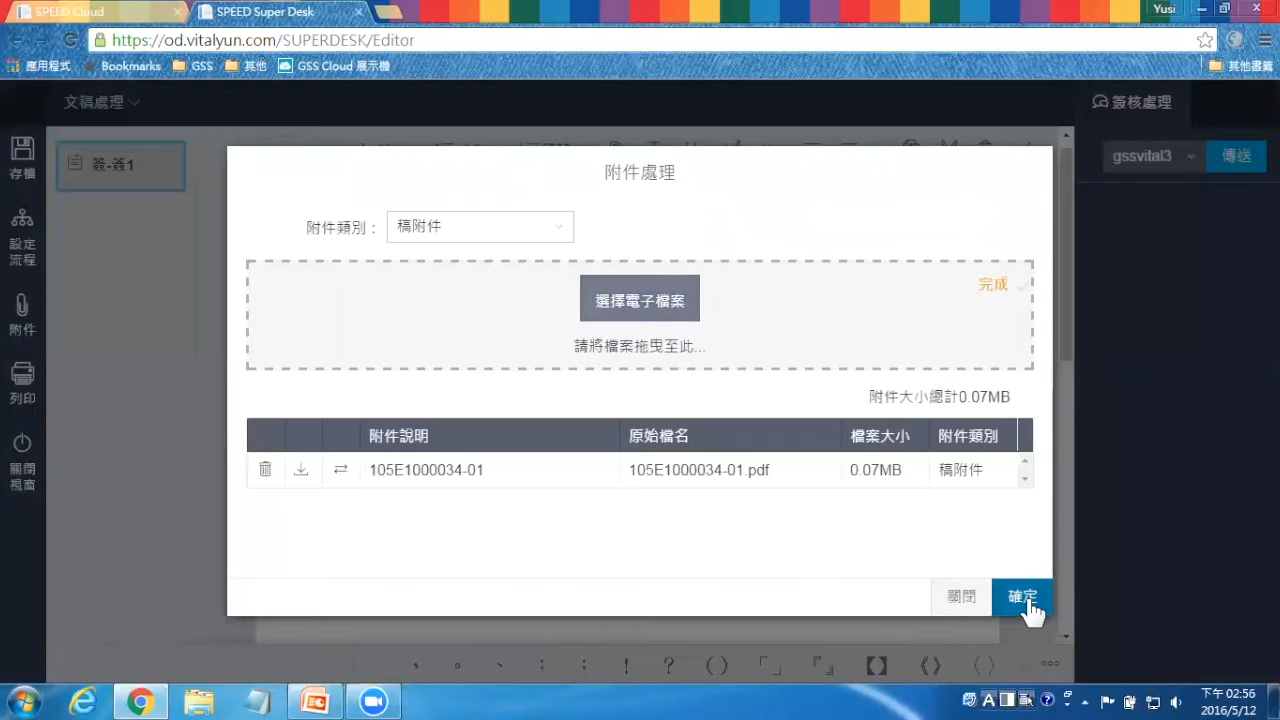 SPEED Cloud
SPEED Super Desk
Yusi
https://od.vitalyun.com/SUPERDESK/Editor
應用程式
Bookmarks
GSS
其他
GSS Cloud 展示機
其他書籤
文稿處理
簽核處理
存檔
設定
流程
附件
列印
關閉
視窗
簽-簽1
gssvital3
傳送
附件處理
附件類別：
稿附件
選擇電子檔案
完成
請將檔案拖曳至此...
附件大小總計0.07MB
附件說明 原始檔名 檔案大小 附件類別
105E1000034-01 105E1000034-01.pdf 0.07MB 稿附件
關閉 確定
， 。 、 ； ： ！ ？ （） 「」 『』 【】 《》 〈〉
下午 02:56
2016/5/12